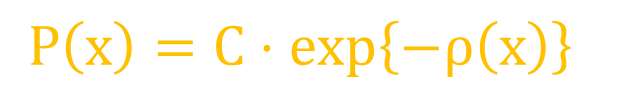 P(x) = C · exp{−ρ(x)}